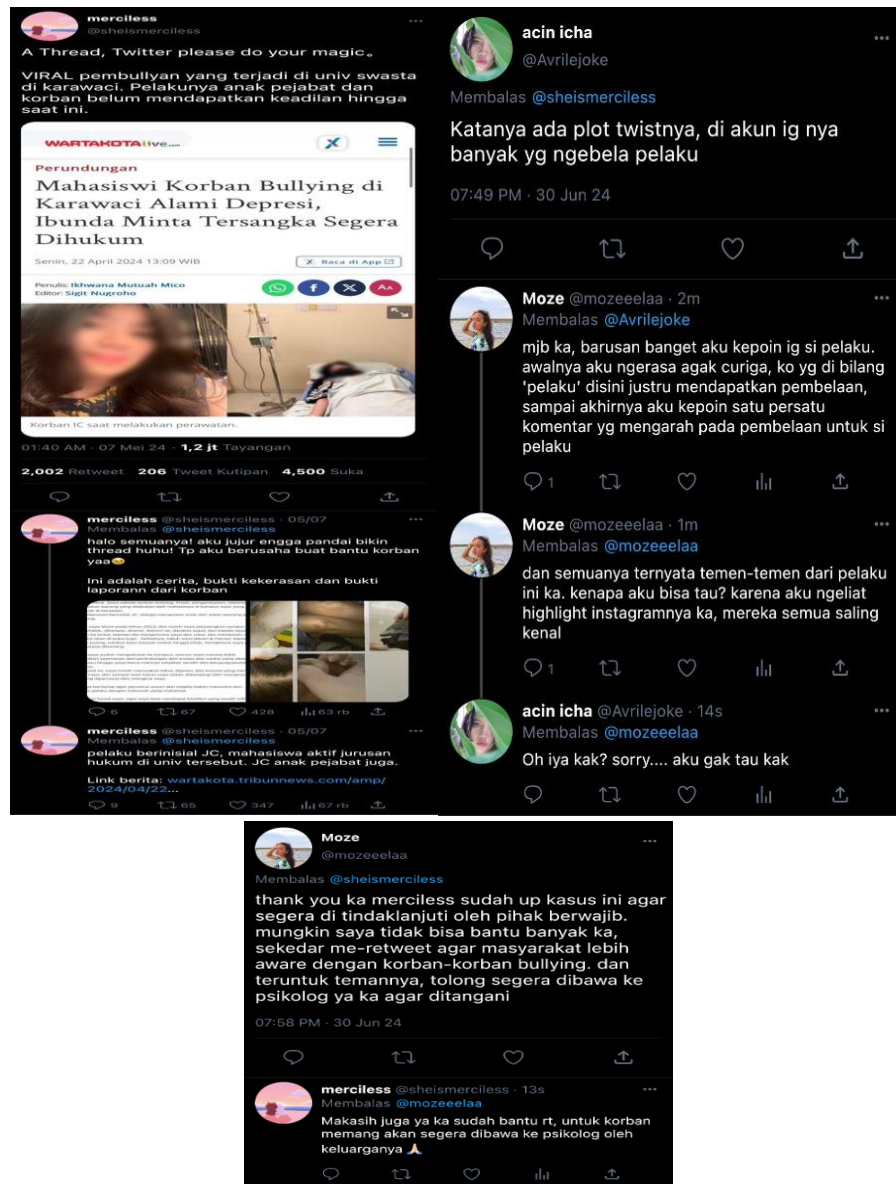 merciless
@sheismerciless
A Thread, Twitter please do your magic。
VIRAL pembullyan yang terjadi di univ swasta
di karawaci. Pelakunya anak pejabat dan
korban belum mendapatkan keadilan hingga
saat ini.
WARTAKOTAlive.com
Perundungan
Mahasiswi Korban Bullying di
Karawaci Alami Depresi,
Ibunda Minta Tersangka Segera
Dihukum
Senin, 22 April 2024 13:09 WIB
Baca di App
Penulis: Ikhwana Mutuah Mico
Editor: Sigit Nugroho
AA
Korban IC saat melakukan perawatan.
01:40 AM · 07 Mei 24 · 1,2 jt Tayangan
2,002 Retweet 206 Tweet Kutipan 4,500 Suka
merciless @sheismerciless · 05/07
Membalas @sheismerciless
halo semuanya! aku jujur engga pandai bikin
thread huhu! Tp aku berusaha buat bantu korban
yaa🥺
Ini adalah cerita, bukti kekerasan dan bukti
laporann dari korban
6 67 428 63 rb
merciless @sheismerciless · 05/07
Membalas @sheismerciless
pelaku berinisial JC, mahasiswa aktif jurusan
hukum di univ tersebut. JC anak pejabat juga.
Link berita: wartakota.tribunnews.com/amp/
2024/04/22...
9 65 347 67 rb
acin icha
@Avrilejoke
Membalas @sheismerciless
Katanya ada plot twistnya, di akun ig nya
banyak yg ngebela pelaku
07:49 PM · 30 Jun 24
Moze @mozeeelaa · 2m
Membalas @Avrilejoke
mjb ka, barusan banget aku kepoin ig si pelaku.
awalnya aku ngerasa agak curiga, ko yg di bilang
'pelaku' disini justru mendapatkan pembelaan,
sampai akhirnya aku kepoin satu persatu
komentar yg mengarah pada pembelaan untuk si
pelaku
1
Moze @mozeeelaa · 1m
Membalas @mozeeelaa
dan semuanya ternyata temen-temen dari pelaku
ini ka. kenapa aku bisa tau? karena aku ngeliat
highlight instagramnya ka, mereka semua saling
kenal
1
acin icha @Avrilejoke · 14s
Membalas @mozeeelaa
Oh iya kak? sorry.... aku gak tau kak
Moze
@mozeeelaa
Membalas @sheismerciless
thank you ka merciless sudah up kasus ini agar
segera di tindaklanjuti oleh pihak berwajib.
mungkin saya tidak bisa bantu banyak ka,
sekedar me-retweet agar masyarakat lebih
aware dengan korban-korban bullying. dan
teruntuk temannya, tolong segera dibawa ke
psikolog ya ka agar ditangani
07:58 PM · 30 Jun 24
merciless @sheismerciless · 13s
Membalas @mozeeelaa
Makasih juga ya ka sudah bantu rt, untuk korban
memang akan segera dibawa ke psikolog oleh
keluarganya 🙏🏻